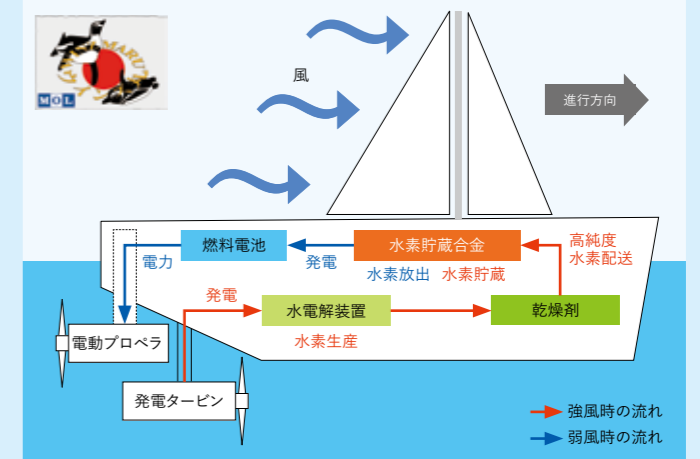 MOL
風
進行方向
燃料電池
水素貯蔵合金
高純度
水素配送
電力
発電
水素放出
水素貯蔵
発電
水電解装置
乾燥剤
水素生産
電動プロペラ
発電タービン
強風時の流れ
弱風時の流れ